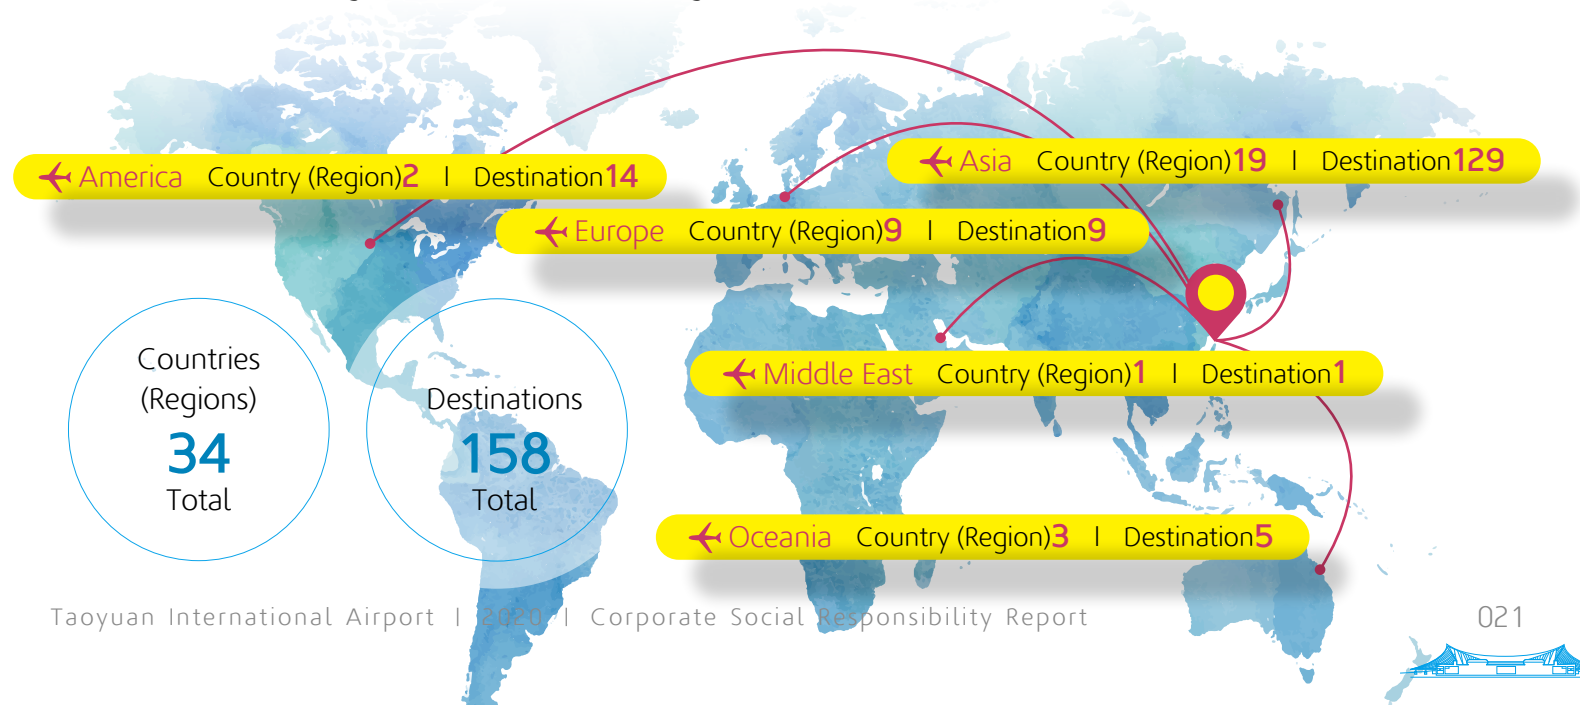 America Country (Region)2 | Destination14
Asia Country (Region)19 | Destination129
Europe Country (Region)9 | Destination9
Middle East Country (Region)1 | Destination1
Oceania Country (Region)3 | Destination5
Countries
(Regions)
34
Total
Destinations
158
Total
Taoyuan International Airport | 2020 | Corporate Social Responsibility Report
021